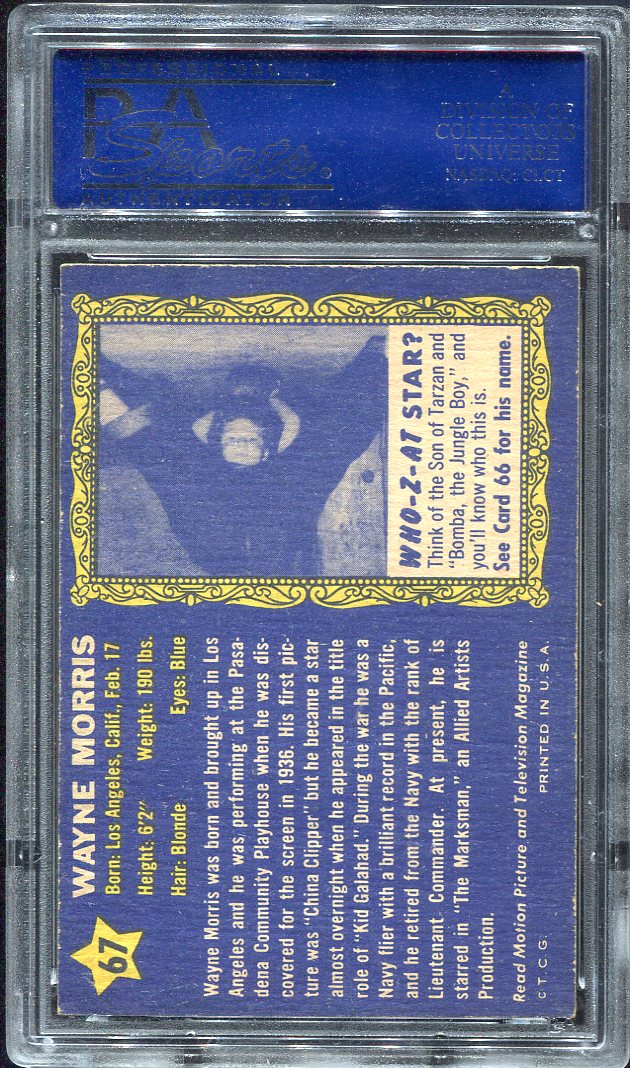 PROFESSIONAL
PSA
Sports®
AUTHENTICATOR
A
DIVISION OF
COLLECTORS
UNIVERSE
NASDAQ: CLCT
67
WAYNE MORRIS
Born: Los Angeles, Calif., Feb. 17
Height: 6'2" Weight: 190 lbs.
Hair: Blonde Eyes: Blue
Wayne Morris was born and brought up in Los
Angeles and he was performing at the Pasa-
dena Community Playhouse when he was dis-
covered for the screen in 1936. His first pic-
ture was "China Clipper" but he became a star
almost overnight when he appeared in the title
role of "Kid Galahad." During the war he was a
Navy flier with a brilliant record in the Pacific,
and he retired from the Navy with the rank of
Lieutenant Commander. At present, he is
starred in "The Marksman," an Allied Artists
Production.
Read Motion Picture and Television Magazine
© T.C.G. PRINTED IN U.S.A.
WHO-Z-AT STAR?
Think of the Son of Tarzan and
"Bomba, the Jungle Boy," and
you'll know who this is.
See Card 66 for his name.